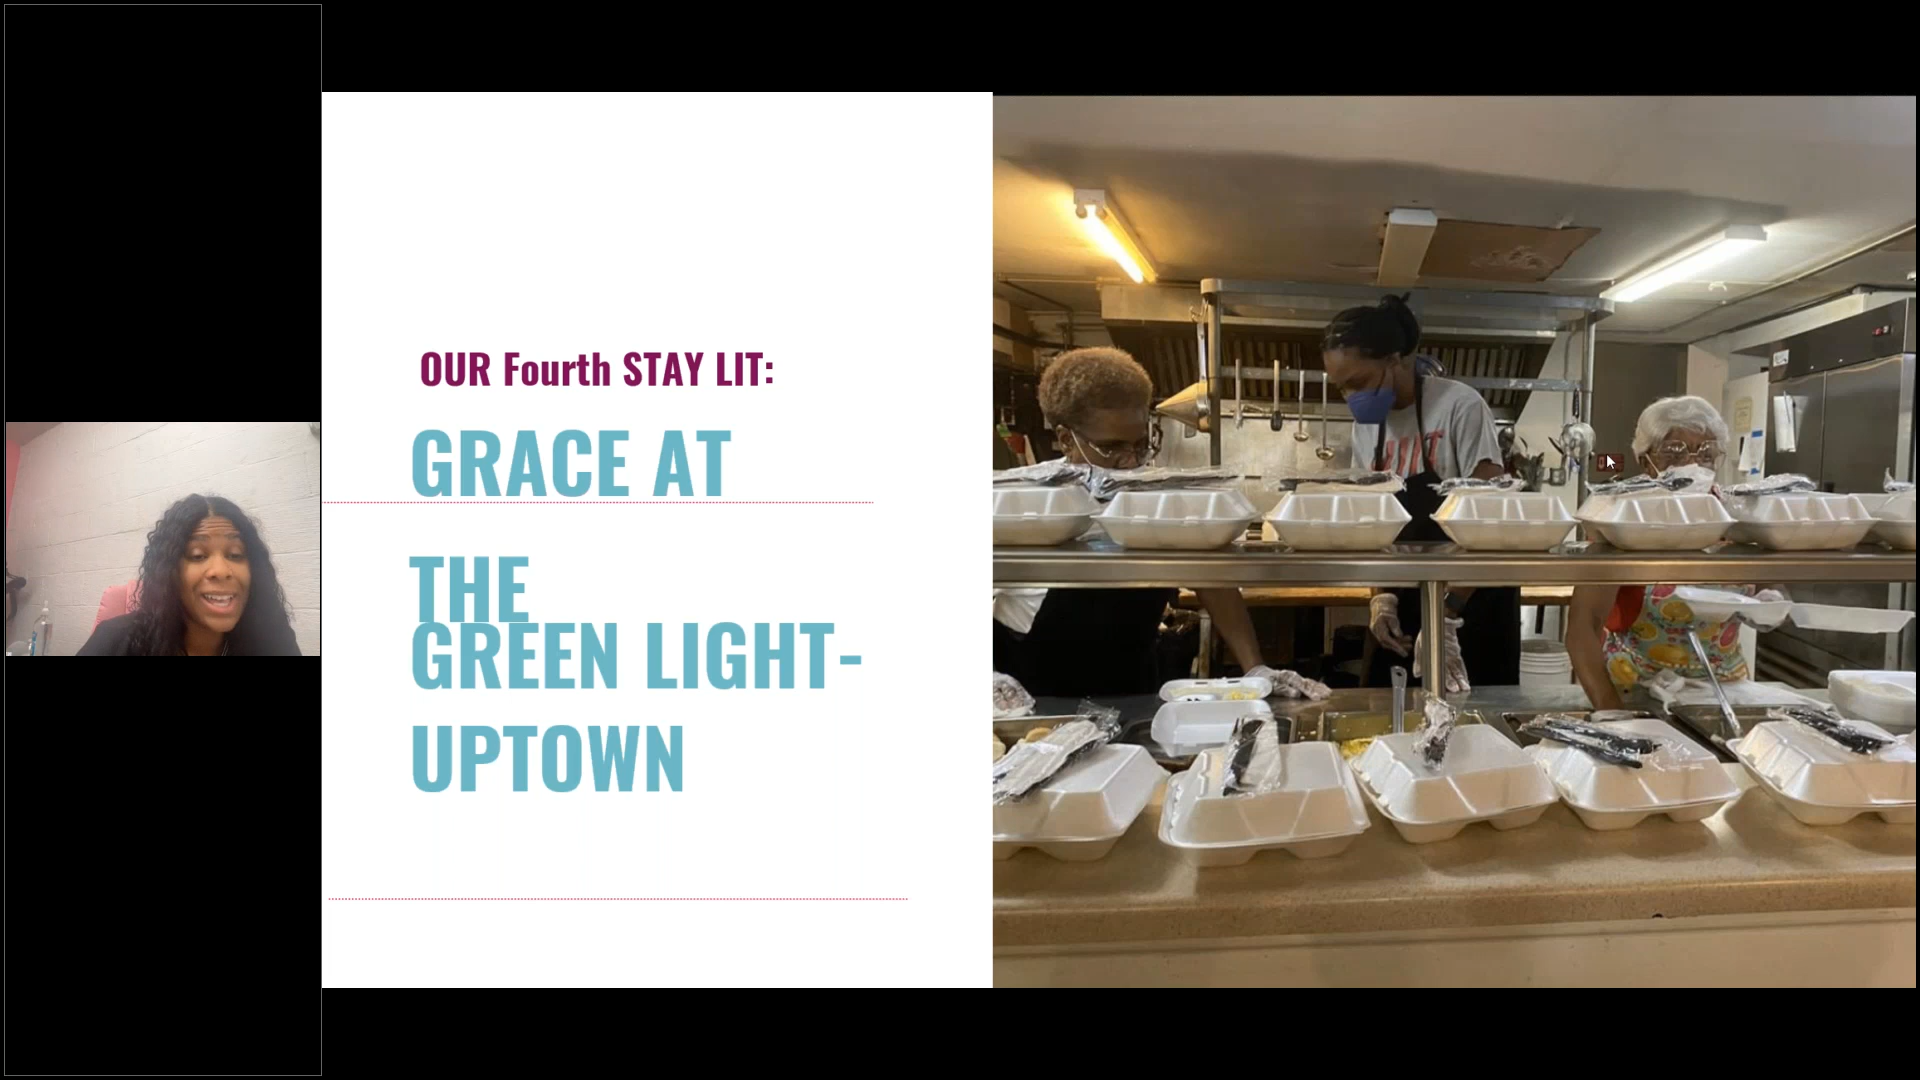 OUR Fourth STAY LIT:
GRACE AT
THE
GREEN LIGHT-
UPTOWN